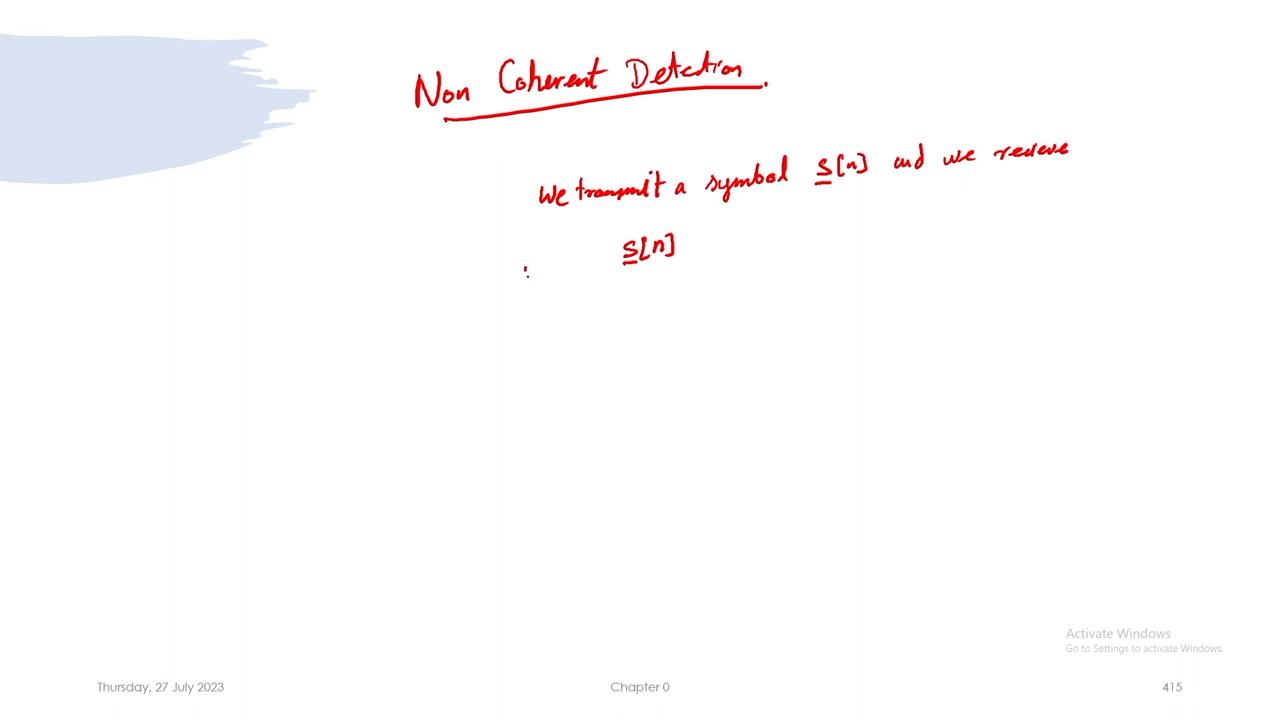 Non Coherent Detection.
We transmit a symbol s[n] and we recieve
s[n]
Activate Windows
Go to Settings to activate Windows.
Thursday, 27 July 2023 Chapter 0 415